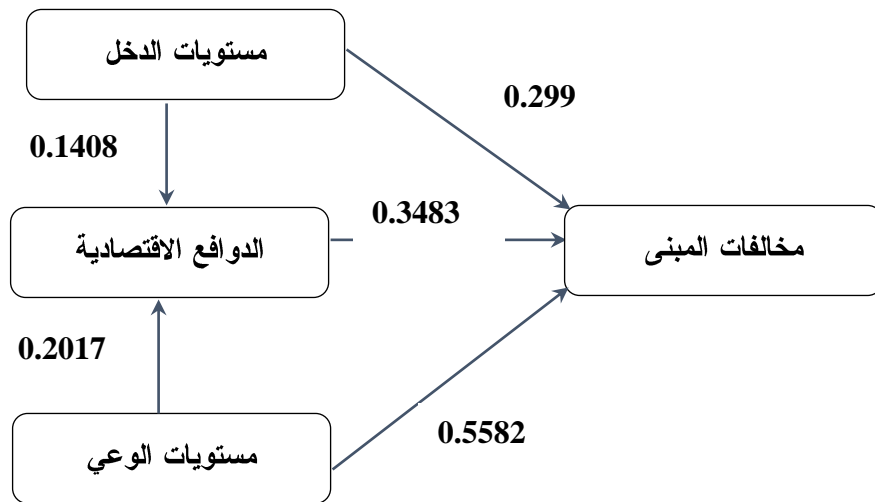 مستويات الدخل
0.299
0.1408
0.3483
الدوافع الاقتصادية
مخالفات المبنى
0.2017
0.5582
مستويات الوعي